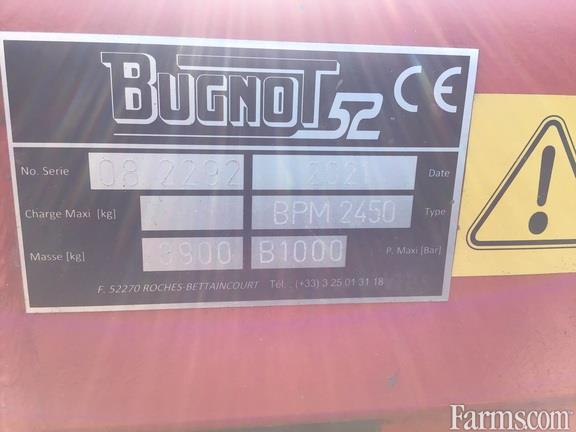 BUGNOT 52 CE
No. Serie 08 2292 2021 Date
Charge Maxi [kg] BPM 2450 Type
Masse [kg] 3900 B1000 P. Maxi [Bar]
F. 52270 ROCHES-BETTAINCOURT Tél. : (+33) 3 25 01 31 18
Farms.com